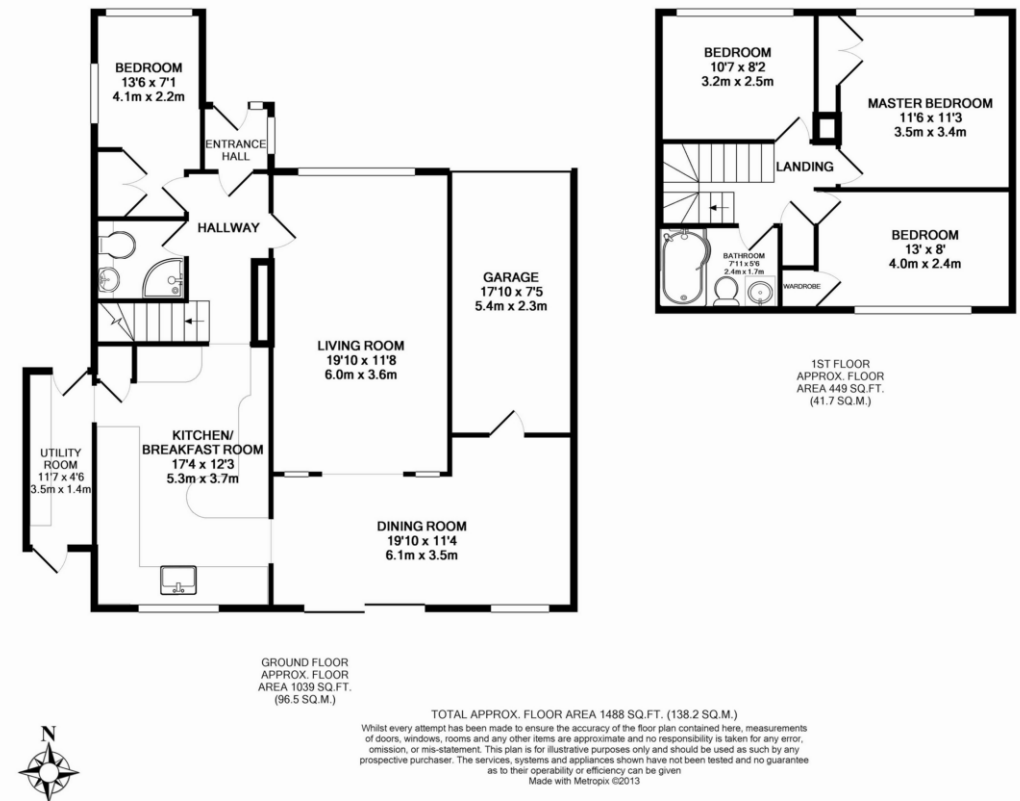 BEDROOM
13'6 x 7'1
4.1m x 2.2m
ENTRANCE
HALL
HALLWAY
LIVING ROOM
19'10 x 11'8
6.0m x 3.6m
GARAGE
17'10 x 7'5
5.4m x 2.3m
KITCHEN/
BREAKFAST ROOM
17'4 x 12'3
5.3m x 3.7m
UTILITY
ROOM
11'7 x 4'6
3.5m x 1.4m
DINING ROOM
19'10 x 11'4
6.1m x 3.5m
GROUND FLOOR
APPROX. FLOOR
AREA 1039 SQ.FT.
(96.5 SQ.M.)
BEDROOM
10'7 x 8'2
3.2m x 2.5m
MASTER BEDROOM
11'6 x 11'3
3.5m x 3.4m
LANDING
BEDROOM
13' x 8'
4.0m x 2.4m
BATHROOM
7'11 x 5'6
2.4m x 1.7m
WARDROBE
1ST FLOOR
APPROX. FLOOR
AREA 449 SQ.FT.
(41.7 SQ.M.)
TOTAL APPROX. FLOOR AREA 1488 SQ.FT. (138.2 SQ.M.)
Whilst every attempt has been made to ensure the accuracy of the floor plan contained here, measurements
of doors, windows, rooms and any other items are approximate and no responsibility is taken for any error,
omission, or mis-statement. This plan is for illustrative purposes only and should be used as such by any
prospective purchaser. The services, systems and appliances shown have not been tested and no guarantee
as to their operability or efficiency can be given
Made with Metropix ©2013
N